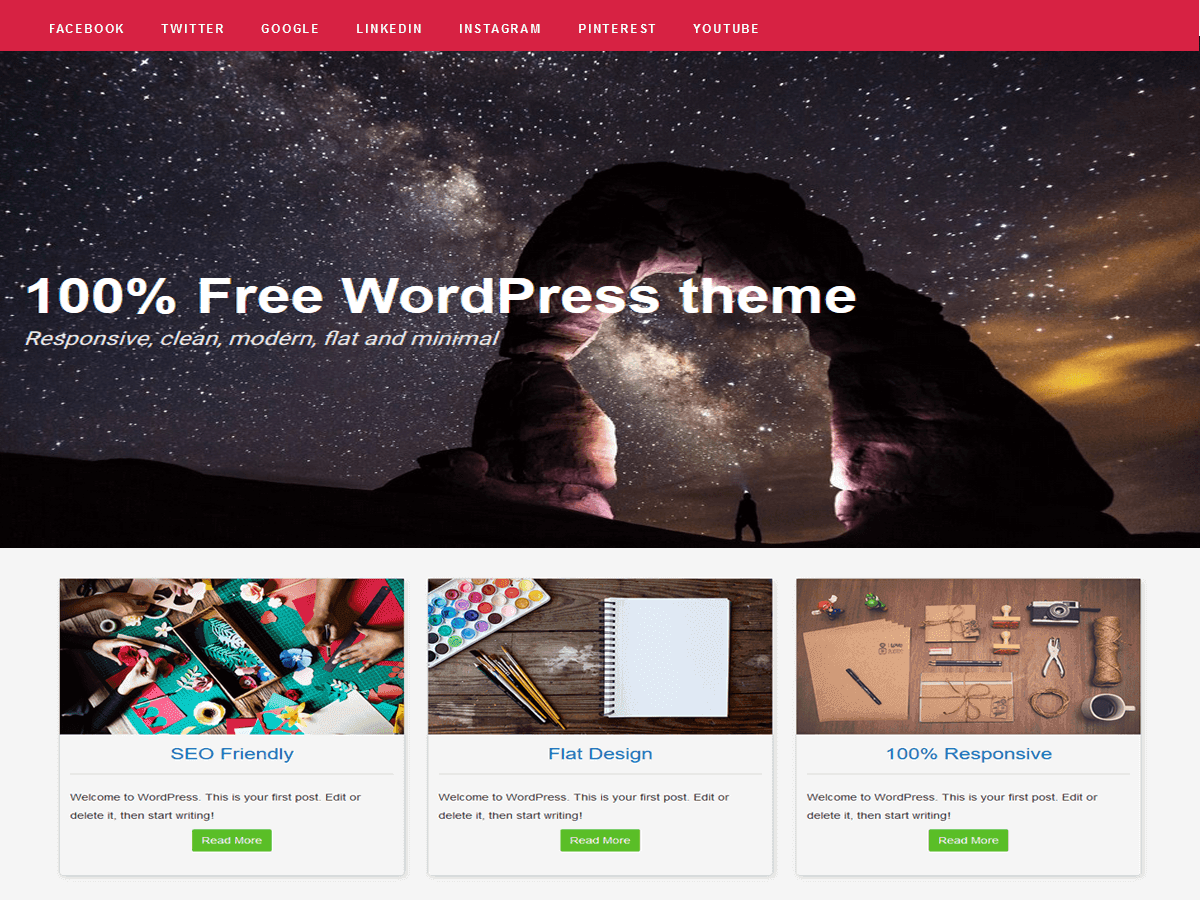 FACEBOOK TWITTER GOOGLE LINKEDIN INSTAGRAM PINTEREST YOUTUBE
100% Free WordPress theme
Responsive, clean, modern, flat and minimal
SEO Friendly
Welcome to WordPress. This is your first post. Edit or
delete it, then start writing!
Read More
Flat Design
Welcome to WordPress. This is your first post. Edit or
delete it, then start writing!
Read More
100% Responsive
Welcome to WordPress. This is your first post. Edit or
delete it, then start writing!
Read More